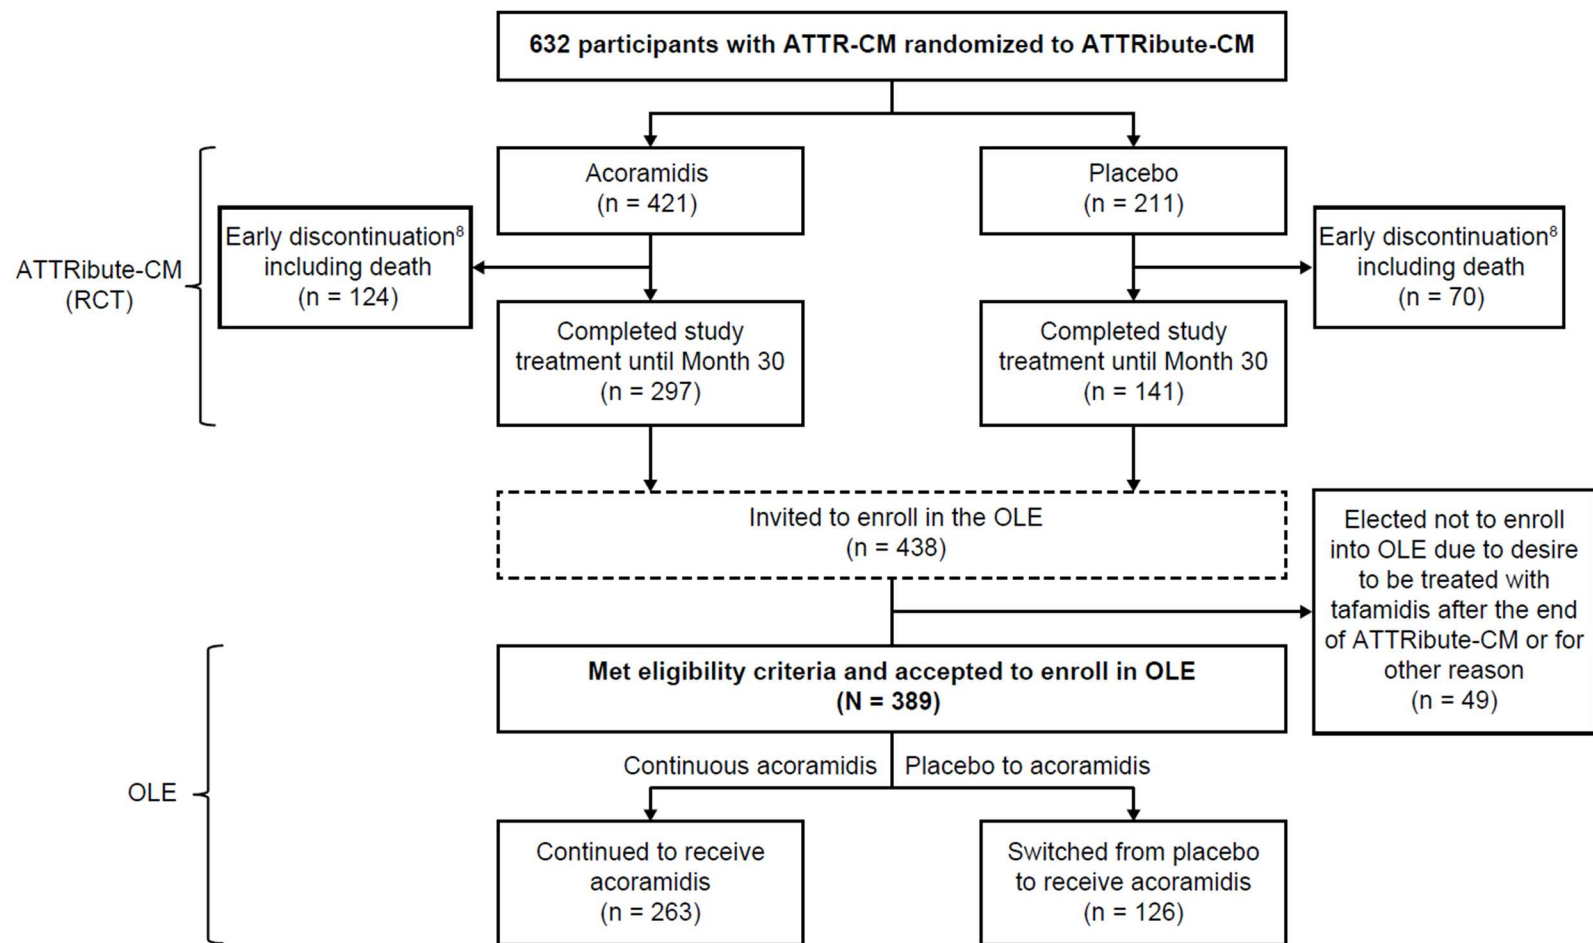 632 participants with ATTR-CM randomized to ATTRibute-CM
Acoramidis
(n = 421)
Placebo
(n = 211)
ATTRibute-CM
(RCT)
Early discontinuation⁸
including death
(n = 124)
Early discontinuation⁸
including death
(n = 70)
Completed study
treatment until Month 30
(n = 297)
Completed study
treatment until Month 30
(n = 141)
Invited to enroll in the OLE
(n = 438)
Elected not to enroll
into OLE due to desire
to be treated with
tafamidis after the end
of ATTRibute-CM or for
other reason
(n = 49)
Met eligibility criteria and accepted to enroll in OLE
(N = 389)
OLE
Continuous acoramidis
Placebo to acoramidis
Continued to receive
acoramidis
(n = 263)
Switched from placebo
to receive acoramidis
(n = 126)